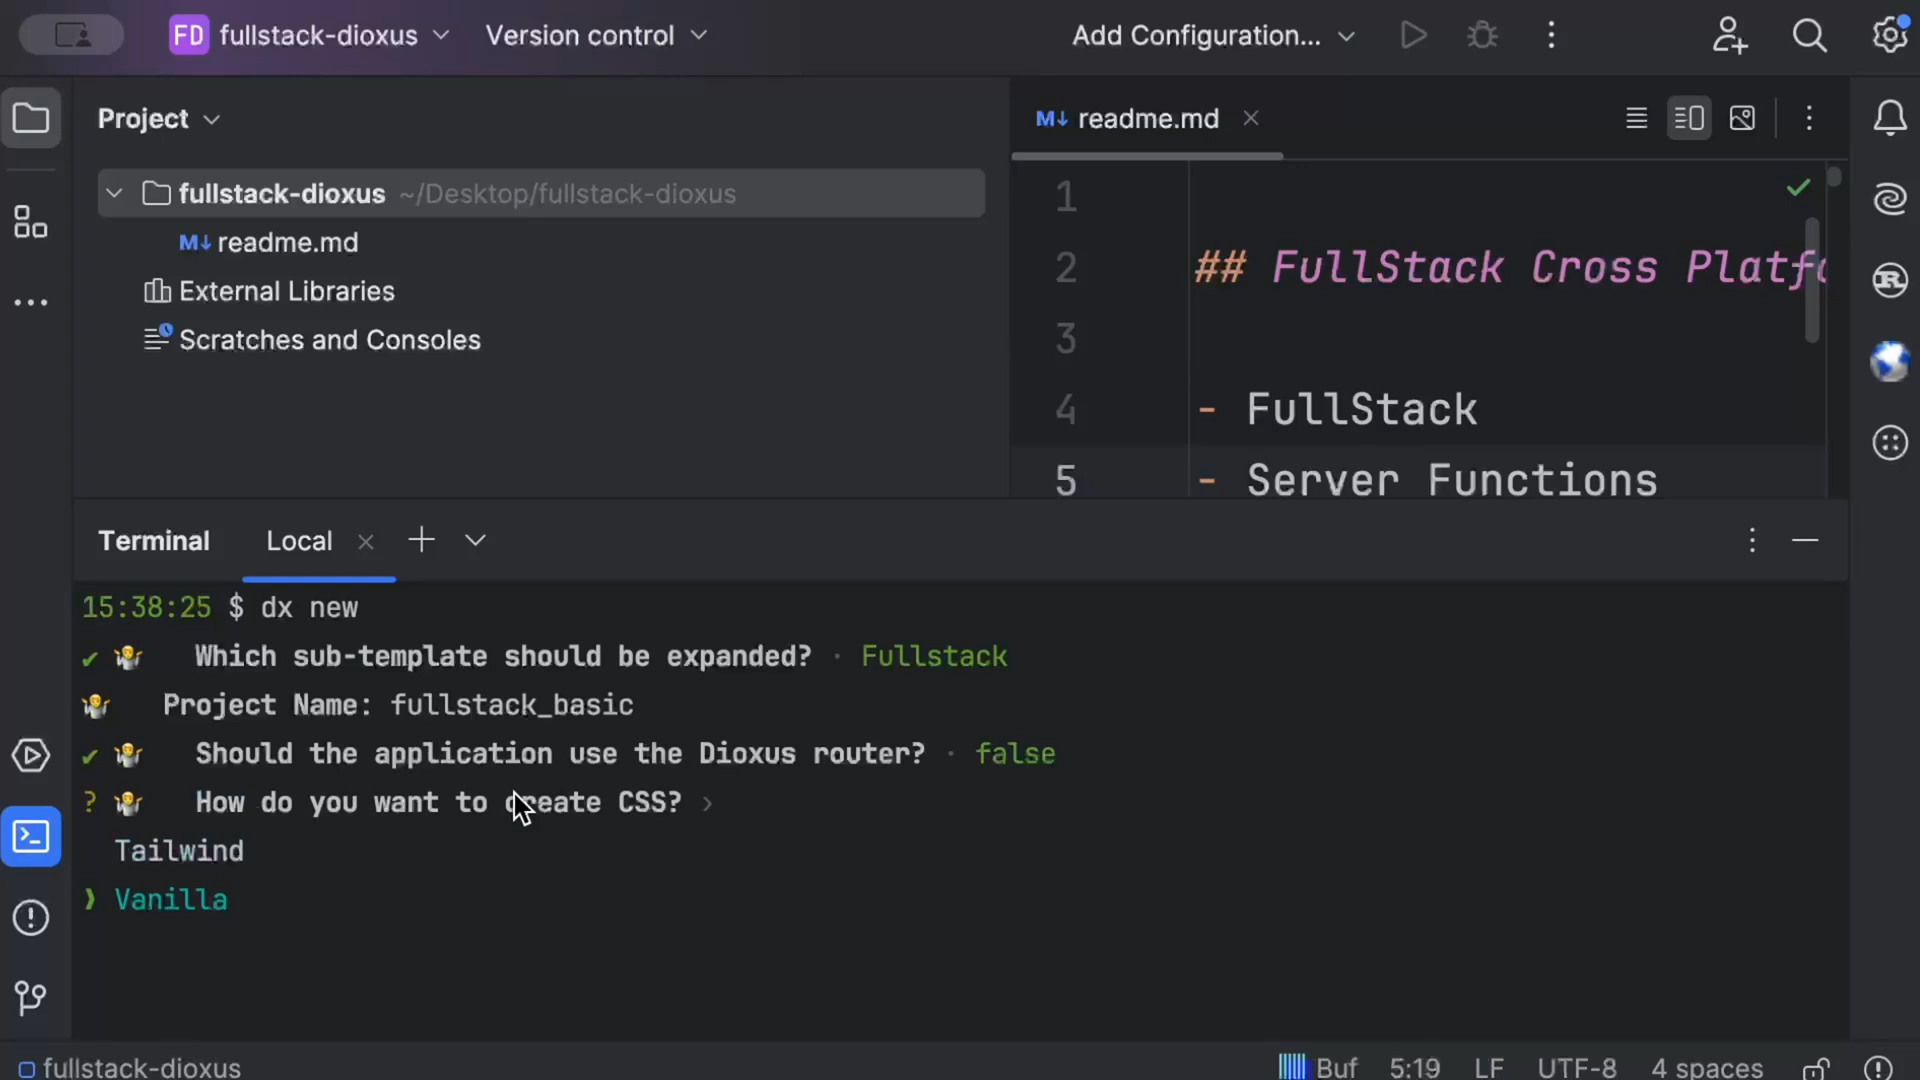 FD fullstack-dioxus Version control Add Configuration...
Project
fullstack-dioxus ~/Desktop/fullstack-dioxus
M↓ readme.md
External Libraries
Scratches and Consoles
M↓ readme.md
1
2 ## FullStack Cross Platfo
3
4 - FullStack
5 - Server Functions
Terminal Local
15:38:25 $ dx new
✔ 🤷 Which sub-template should be expanded? · Fullstack
🤷 Project Name: fullstack_basic
✔ 🤷 Should the application use the Dioxus router? · false
? 🤷 How do you want to create CSS? ›
Tailwind
❯ Vanilla
fullstack-dioxus Buf 5:19 LF UTF-8 4 spaces